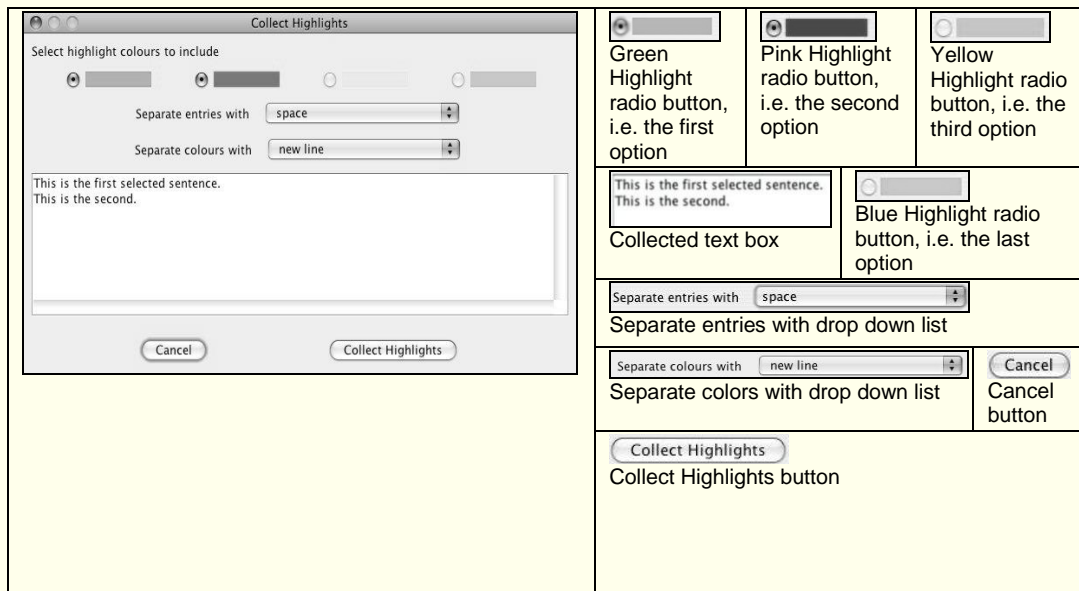 Collect Highlights
Select highlight colours to include
Separate entries with space
Separate colours with new line
This is the first selected sentence.
This is the second.
Cancel Collect Highlights
Green
Highlight
radio button,
i.e. the first
option
Pink Highlight
radio button,
i.e. the second
option
Yellow
Highlight radio
button, i.e. the
third option
This is the first selected sentence.
This is the second.
Collected text box
Blue Highlight radio
button, i.e. the last
option
Separate entries with space
Separate entries with drop down list
Separate colours with new line
Separate colors with drop down list
Cancel
Cancel
button
Collect Highlights
Collect Highlights button